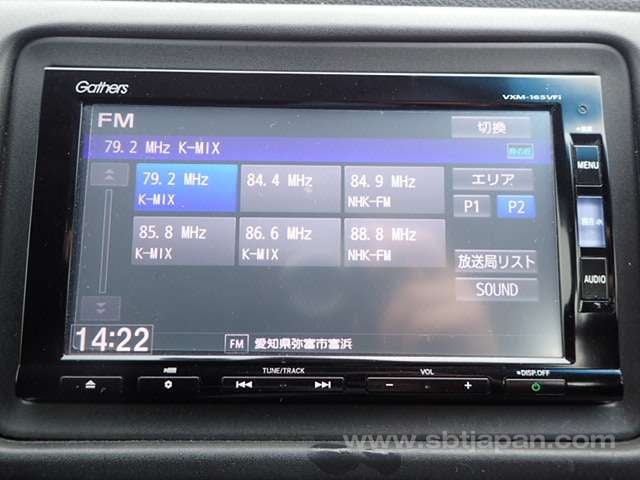 Gathers
VXM-165VFi
FM
切換
79.2 MHz K-MIX
79.2 MHz
K-MIX
84.4 MHz
84.9 MHz
NHK-FM
エリア
P1
P2
85.8 MHz
K-MIX
86.6 MHz
K-MIX
88.8 MHz
NHK-FM
放送局リスト
SOUND
14:22
FM 愛知県弥富市富浜
MENU
現在地
AUDIO
TUNE/TRACK
VOL
DISP.OFF
- +
www.sbtjapan.com